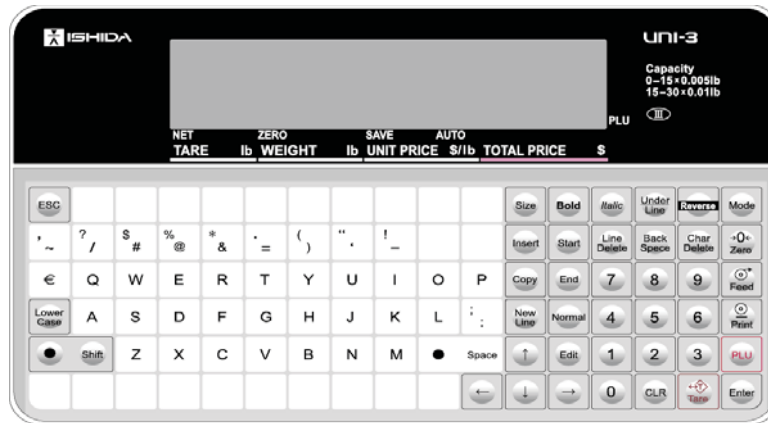 ISHIDA
UNI-3
Capacity
0–15×0.005lb
15–30×0.01lb
III
PLU
NET ZERO SAVE AUTO
TARE lb WEIGHT lb UNIT PRICE $/lb TOTAL PRICE $
ESC Size Bold Italic Under Line Reverse Mode
, ~ ? / $ # % @ * & . = ( ) " ' ! – Insert Start Line Delete Back Space Char Delete →0← Zero
€ Q W E R T Y U I O P Copy End 7 8 9 Feed
Lower Case A S D F G H J K L ; : New Line Normal 4 5 6 Print
● Shift Z X C V B N M ● Space ↑ Edit 1 2 3 PLU
← ↓ → 0 CLR ↔T Tare Enter